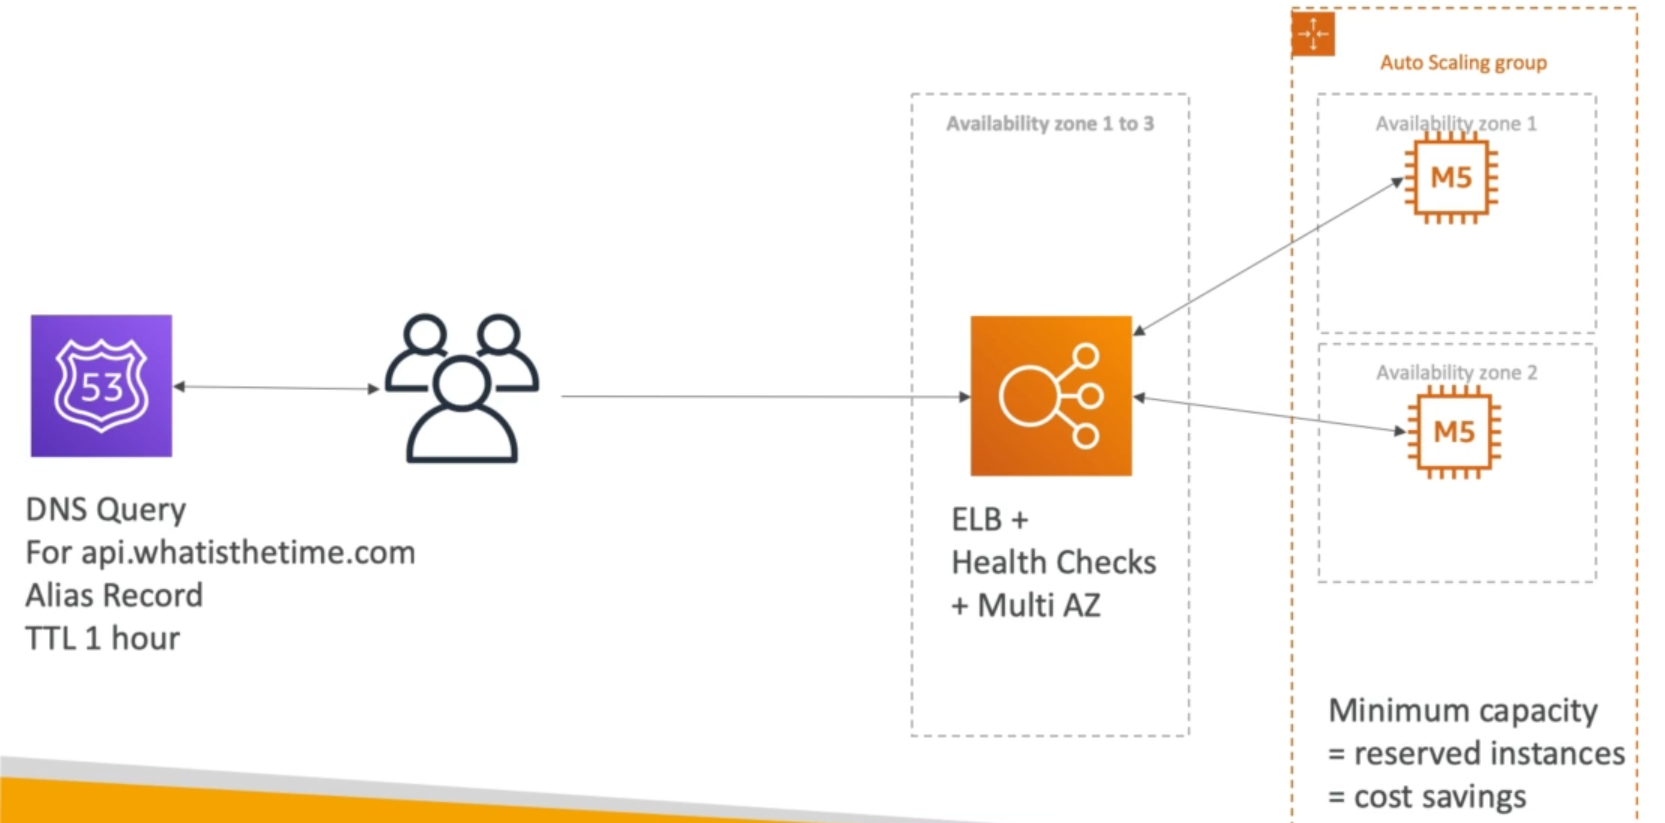 53
DNS Query
For api.whatisthetime.com
Alias Record
TTL 1 hour
Availability zone 1 to 3
ELB +
Health Checks
+ Multi AZ
Auto Scaling group
Availability zone 1
M5
Availability zone 2
M5
Minimum capacity
= reserved instances
= cost savings